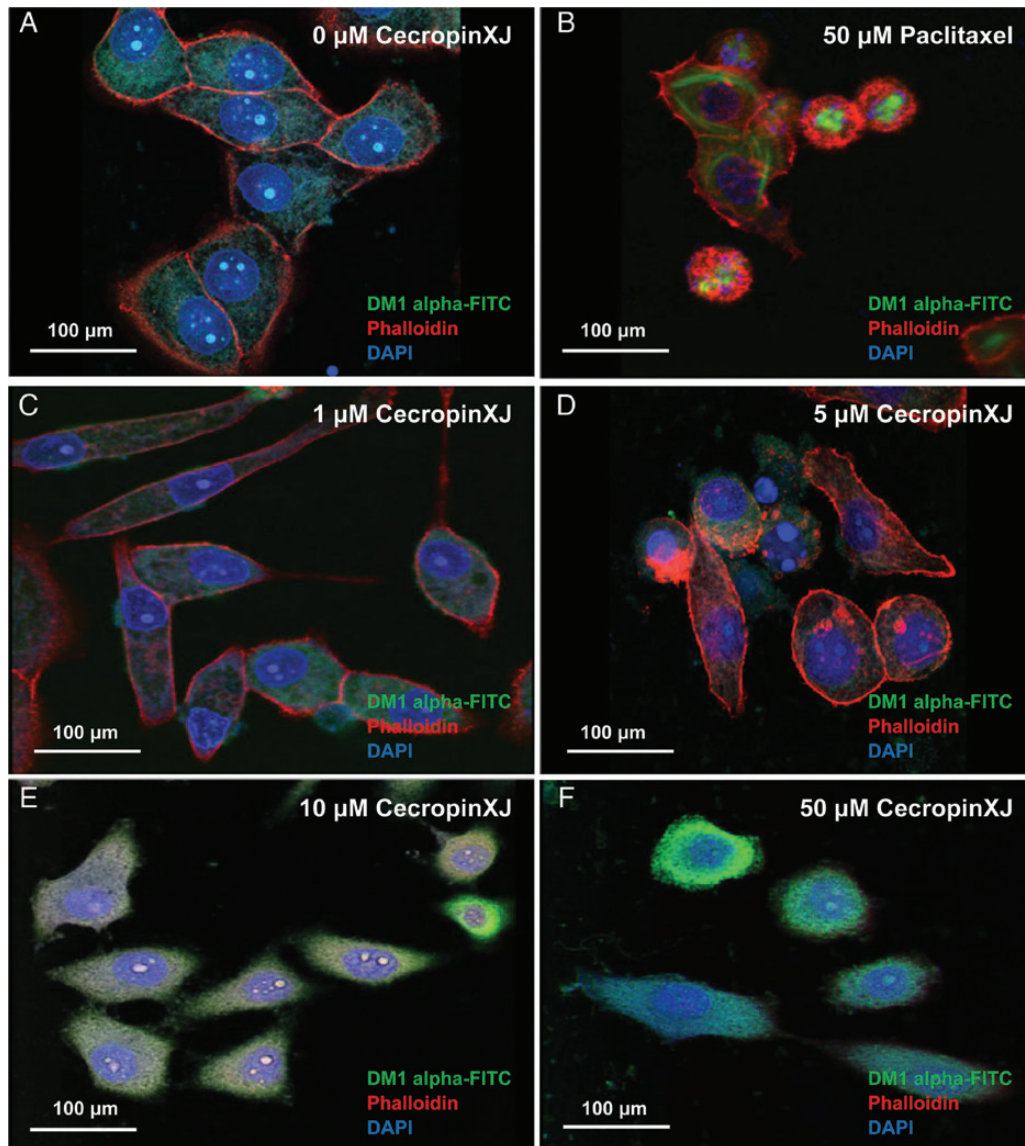 A
0 µM CecropinXJ
DM1 alpha-FITC
Phalloidin
DAPI
100 µm
B
50 µM Paclitaxel
DM1 alpha-FITC
Phalloidin
DAPI
100 µm
C
1 µM CecropinXJ
DM1 alpha-FITC
Phalloidin
DAPI
100 µm
D
5 µM CecropinXJ
DM1 alpha-FITC
Phalloidin
DAPI
100 µm
E
10 µM CecropinXJ
DM1 alpha-FITC
Phalloidin
DAPI
100 µm
F
50 µM CecropinXJ
DM1 alpha-FITC
Phalloidin
DAPI
100 µm